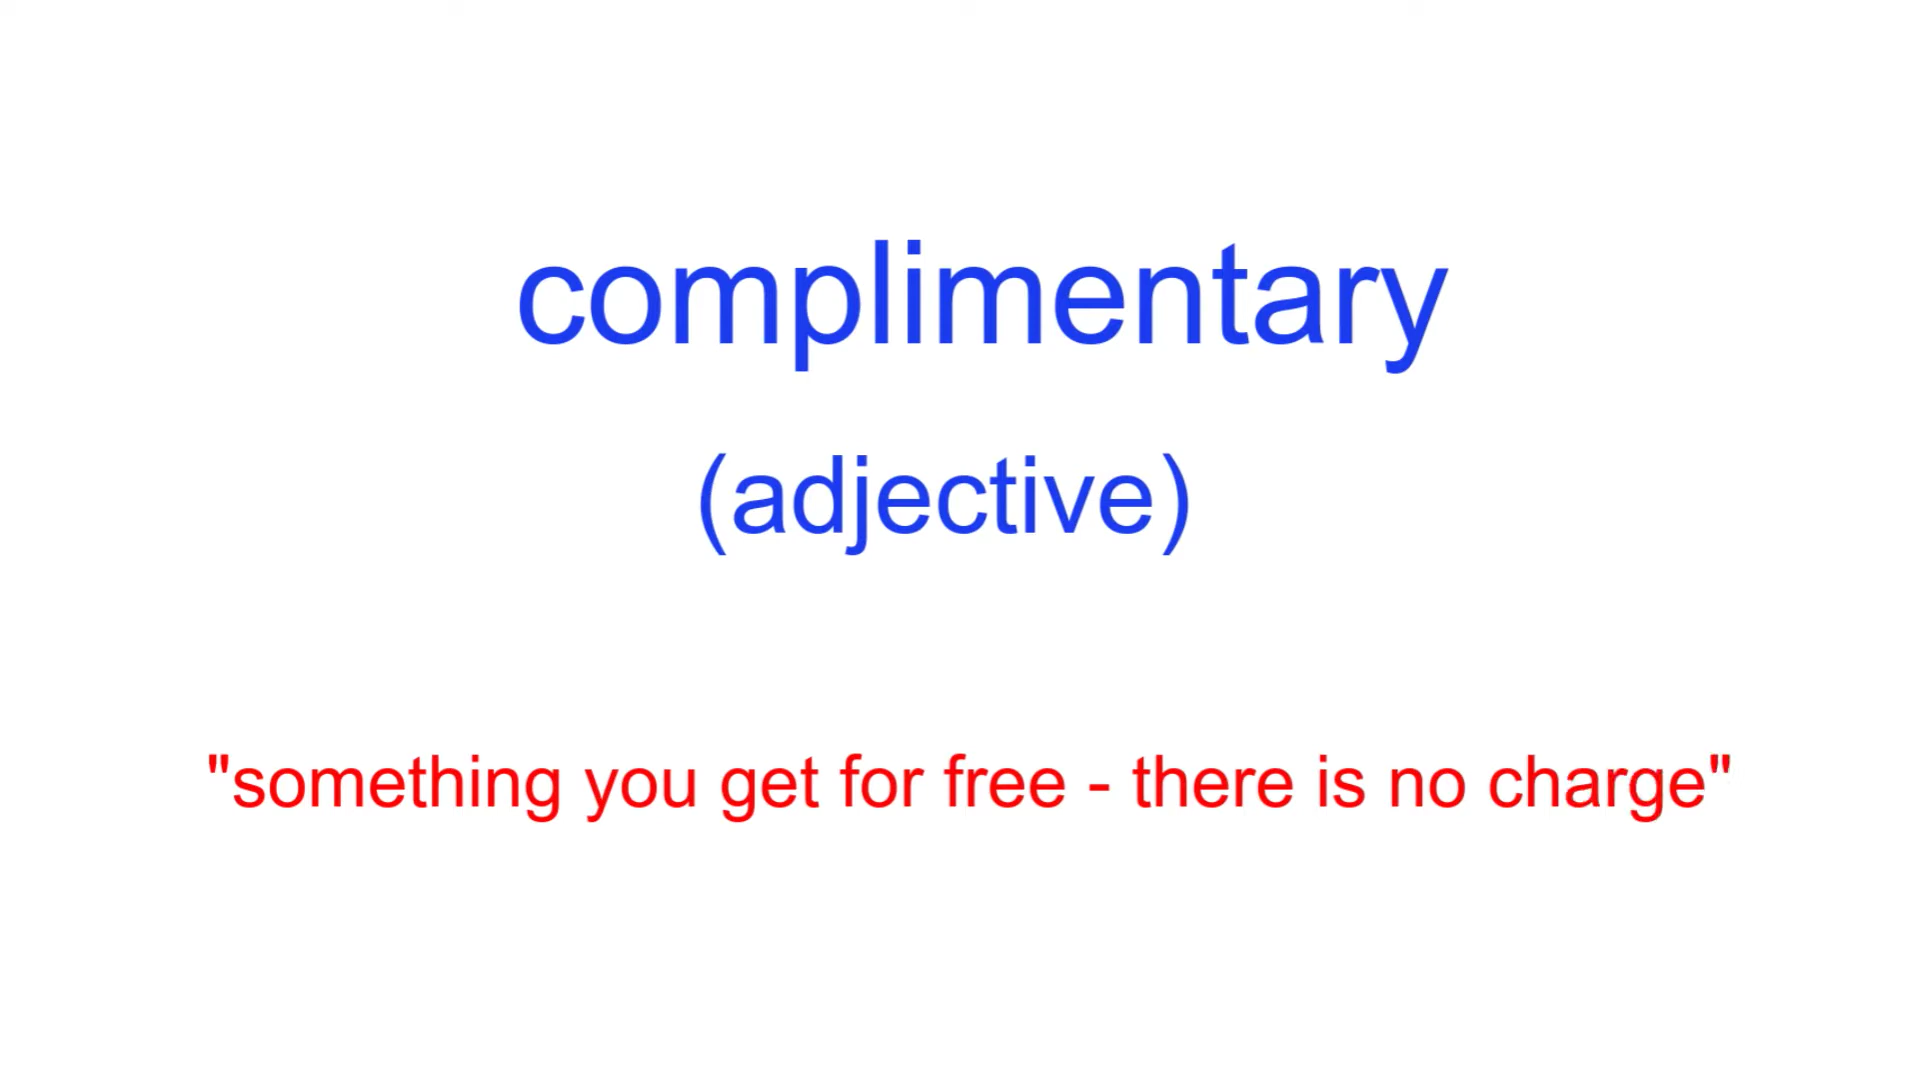 complimentary
(adjective)
"something you get for free - there is no charge"